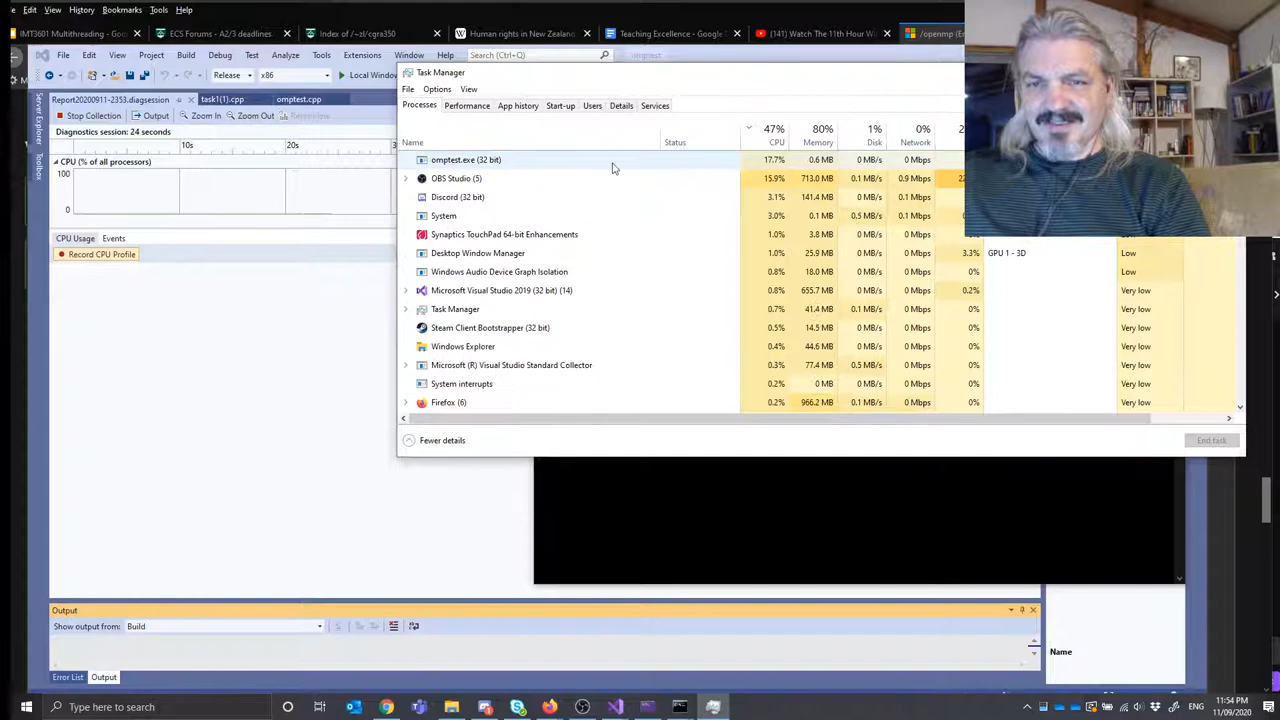 Edit
View
History
Bookmarks
Tools
Help
IMT3601 Multithreading - Goo
ECS Forums - A2/3 deadlines
Index of /~zl/cgra350
Human rights in New Zealand
Teaching Excellence - Google
(141) Watch The 11th Hour Wi
/openmp (E
File
View
Project
Build
Debug
Test
Analyze
Tools
Extensions
Window
Help
Search (Ctrl+Q)
omptest
Release
x86
Local Window
Report20200911-2353.diagsession
task1(1).cpp
omptest.cpp
Stop Collection
Output
Zoom In
Zoom Out
Reset View
Diagnostics session: 24 seconds
10s
20s
CPU (% of all processors)
100
0
CPU Usage
Events
Record CPU Profile
Server Explorer
Toolbox
Task Manager
File
Options
View
Processes
Performance
App history
Start-up
Users
Details
Services
47%
80%
1%
0%
2
Name
Status
CPU
Memory
Disk
Network
omptest.exe (32 bit) 17.7% 0.6 MB 0 MB/s 0 Mbps
OBS Studio (5) 15.9% 713.0 MB 0.1 MB/s 0.9 Mbps 22
Discord (32 bit) 3.1% 141.4 MB 0 MB/s 0.1 Mbps
System 3.0% 0.1 MB 0.5 MB/s 0.1 Mbps
Synaptics TouchPad 64-bit Enhancements 1.0% 3.8 MB 0 MB/s 0 Mbps
Desktop Window Manager 1.0% 25.9 MB 0 MB/s 0 Mbps 3.3% GPU 1 - 3D Low
Windows Audio Device Graph Isolation 0.8% 18.0 MB 0 MB/s 0 Mbps 0% Low
Microsoft Visual Studio 2019 (32 bit) (14) 0.8% 655.7 MB 0 MB/s 0 Mbps 0.2% Very low
Task Manager 0.7% 41.4 MB 0.1 MB/s 0 Mbps 0% Very low
Steam Client Bootstrapper (32 bit) 0.5% 14.5 MB 0 MB/s 0 Mbps 0% Very low
Windows Explorer 0.4% 44.6 MB 0 MB/s 0 Mbps 0% Very low
Microsoft (R) Visual Studio Standard Collector 0.3% 77.4 MB 0.5 MB/s 0 Mbps 0% Very low
System interrupts 0.2% 0 MB 0 MB/s 0 Mbps 0% Very low
Firefox (6) 0.2% 966.2 MB 0.1 MB/s 0 Mbps 0% Very low
Fewer details
End task
Output
Show output from:
Build
Name
Error List
Output
Type here to search
11:54 PM
11/09/2020